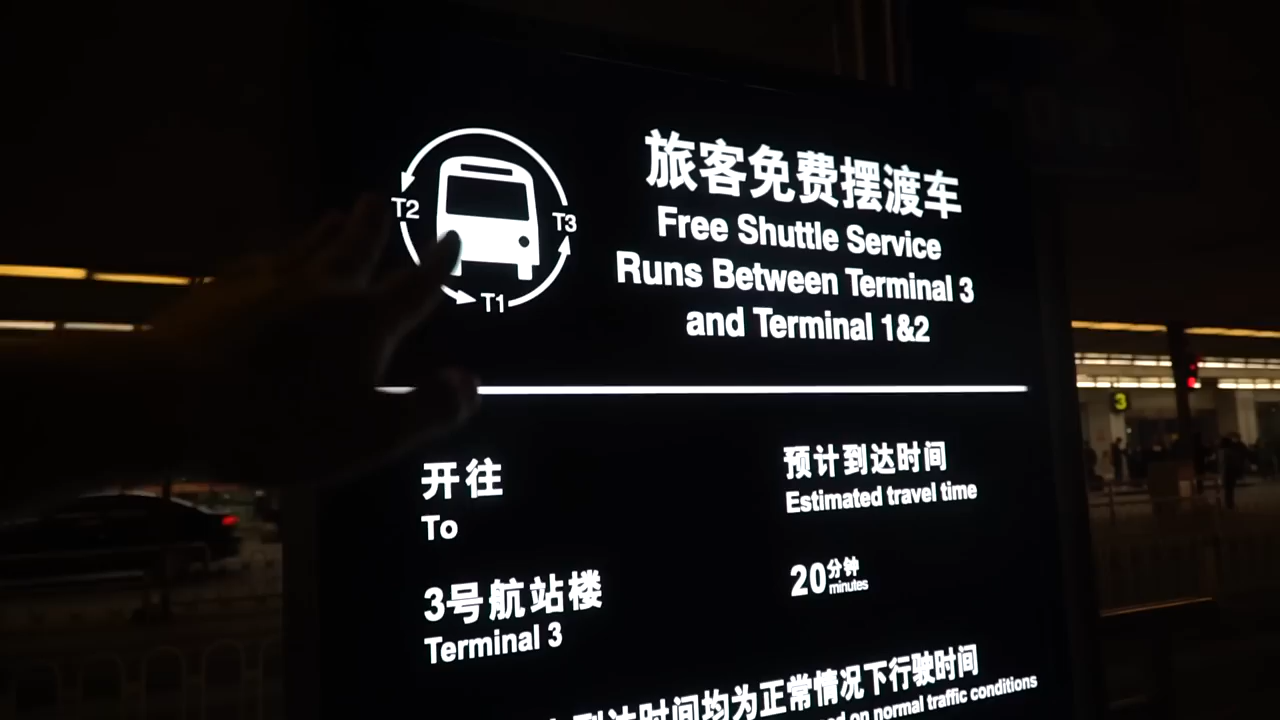 旅客免费摆渡车
Free Shuttle Service
Runs Between Terminal 3
and Terminal 1&2
T2
T3
T1
开往
To
预计到达时间
Estimated travel time
3号航站楼
Terminal 3
20分钟
minutes
到达时间均为正常情况下行驶时间
on normal traffic conditions
3